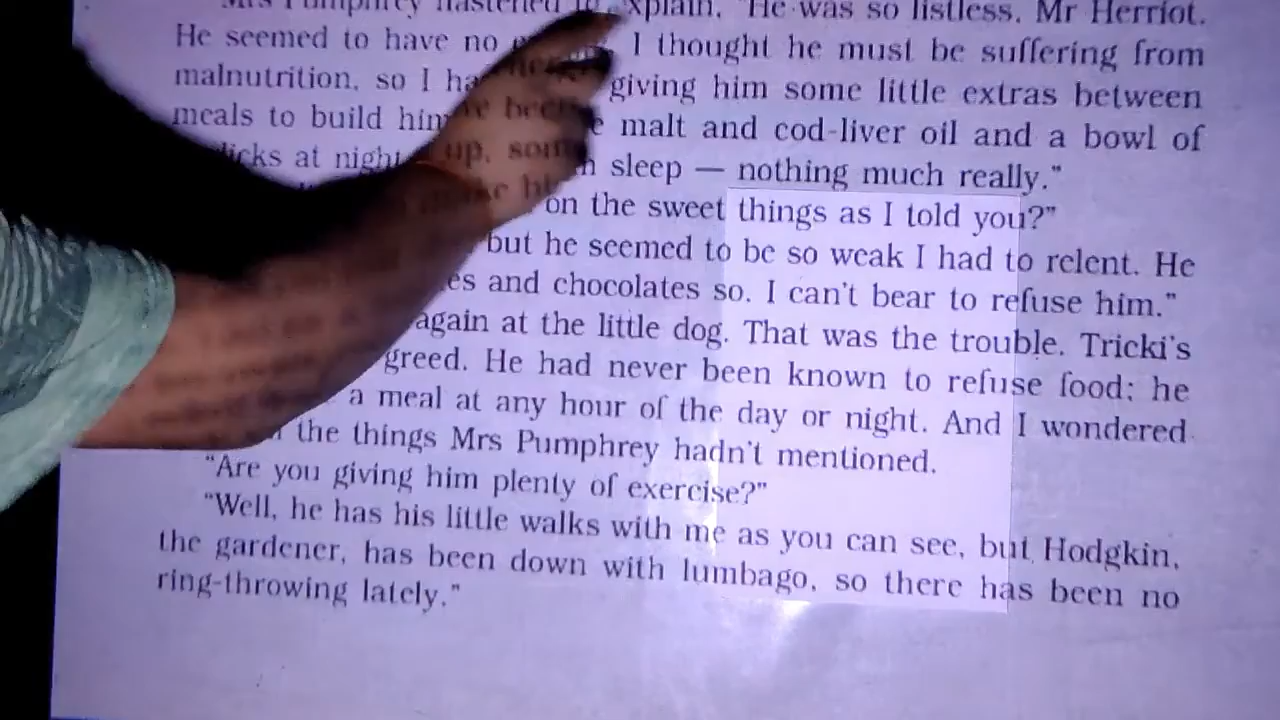 Mrs Pumphrey hastened to xplain. "He was so listless, Mr Herriot.
He seemed to have no I thought he must be suffering from
malnutrition, so I ha giving him some little extras between
meals to build him malt and cod-liver oil and a bowl of
licks at night sleep — nothing much really."
on the sweet things as I told you?"
but he seemed to be so weak I had to relent. He
es and chocolates so. I can't bear to refuse him."
again at the little dog. That was the trouble. Tricki's
greed. He had never been known to refuse food; he
a meal at any hour of the day or night. And I wondered
the things Mrs Pumphrey hadn't mentioned.
"Are you giving him plenty of exercise?"
"Well, he has his little walks with me as you can see, but Hodgkin,
the gardener, has been down with lumbago, so there has been no
ring-throwing lately."